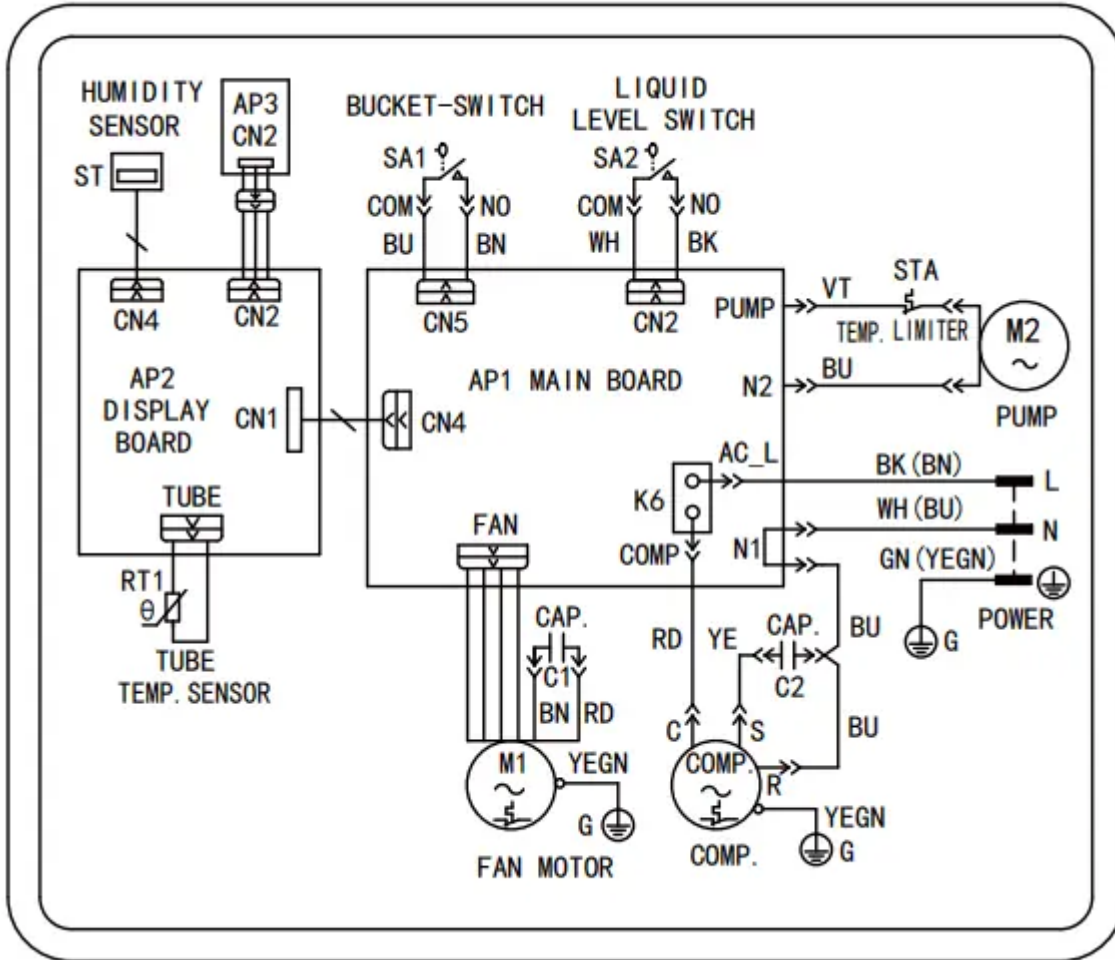 HUMIDITY
SENSOR
ST
AP3
CN2
BUCKET-SWITCH
SA1
COM
NO
BU
BN
LIQUID
LEVEL SWITCH
SA2
COM
NO
WH
BK
CN4
CN2
AP2
DISPLAY
BOARD
CN1
TUBE
RT1
θ
TUBE
TEMP. SENSOR
CN5
CN2
AP1 MAIN BOARD
CN4
PUMP
N2
VT
STA
TEMP. LIMITER
BU
M2
PUMP
AC_L
K6
COMP
N1
FAN
BK(BN)
L
WH(BU)
N
GN(YEGN)
G
POWER
CAP.
C1
BN
RD
M1
YEGN
G
FAN MOTOR
RD
YE
CAP.
C2
BU
BU
C
S
COMP.
R
YEGN
G
COMP.